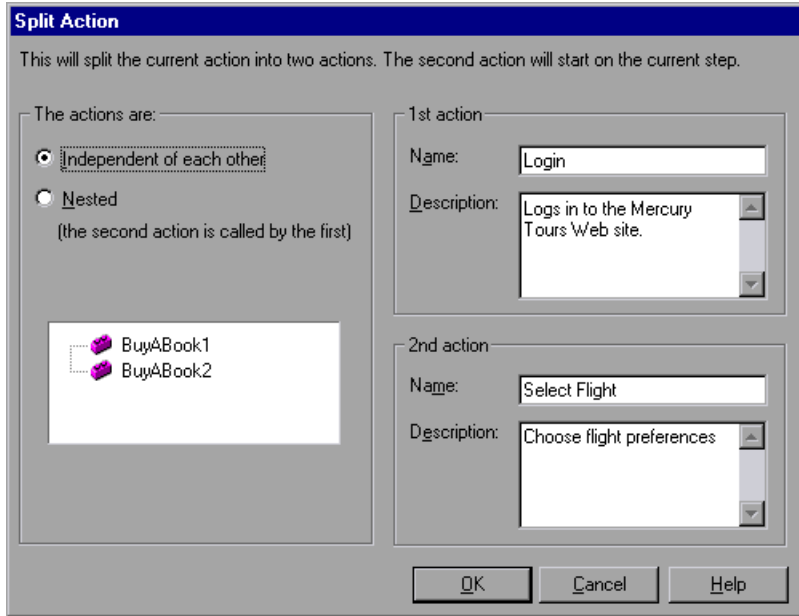 Split Action
This will split the current action into two actions. The second action will start on the current step.
The actions are:
Independent of each other
Nested
(the second action is called by the first)
BuyABook1
BuyABook2
1st action
Name:
Login
Description:
Logs in to the Mercury
Tours Web site.
2nd action
Name:
Select Flight
Description:
Choose flight preferences
OK
Cancel
Help